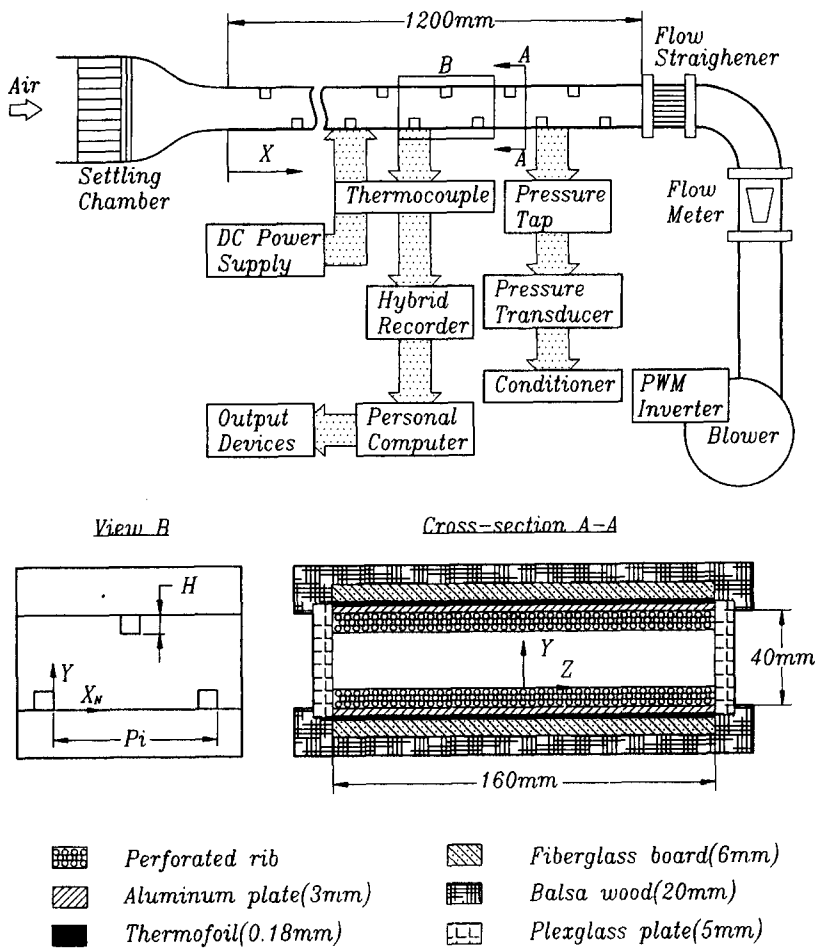 1200mm
Flow
Straighener
Air
A
B
X
A
Settling
Chamber
Thermocouple
Pressure
Tap
Flow
Meter
DC Power
Supply
Hybrid
Recorder
Pressure
Transducer
Conditioner
PWM
Inverter
Blower
Output
Devices
Personal
Computer
View B
Cross-section A-A
H
Y
X_N
Pi
Y
Z
40mm
160mm
Perforated rib
Fiberglass board(6mm)
Aluminum plate(3mm)
Balsa wood(20mm)
Thermofoil(0.18mm)
Plexglass plate(5mm)